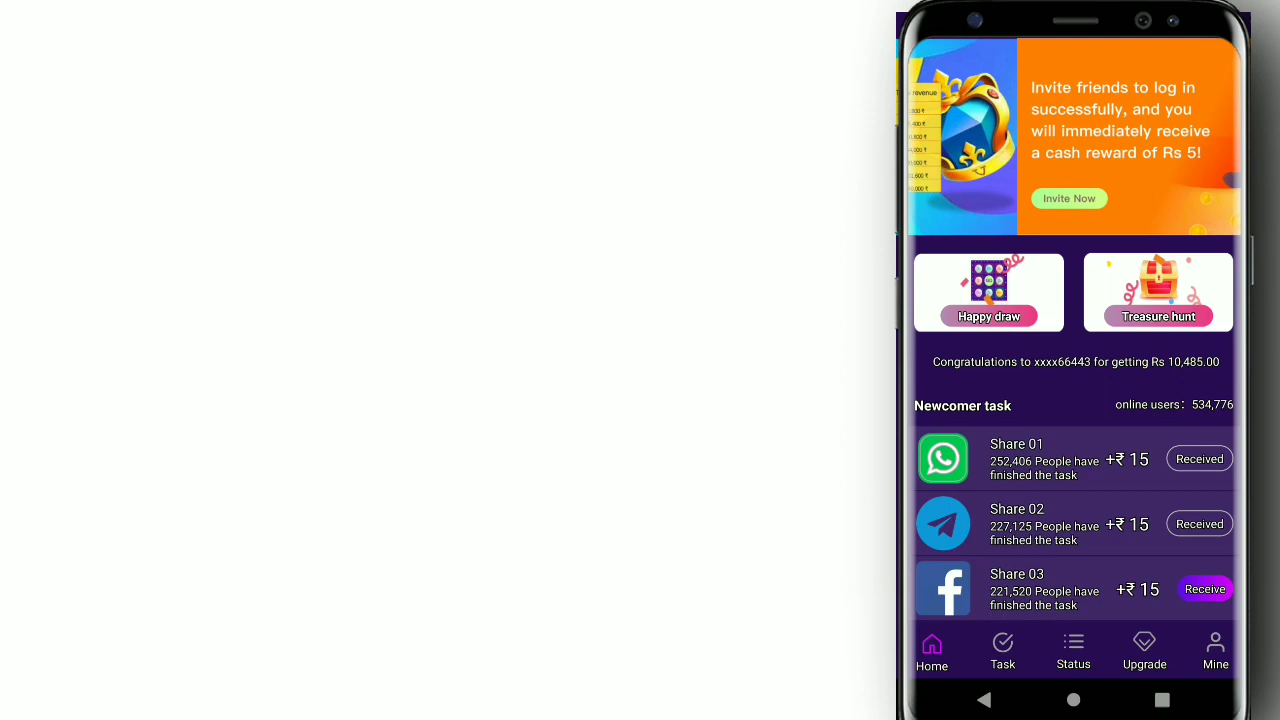 revenue
Invite friends to log in
successfully, and you
will immediately receive
a cash reward of Rs 5!
Invite Now
Happy draw
Treasure hunt
Congratulations to xxxx66443 for getting Rs 10,485.00
Newcomer task
online users: 534,776
Share 01
252,406 People have
finished the task
+₹ 15
Received
Share 02
227,125 People have
finished the task
+₹ 15
Received
Share 03
221,520 People have
finished the task
+₹ 15
Receive
Home
Task
Status
Upgrade
Mine